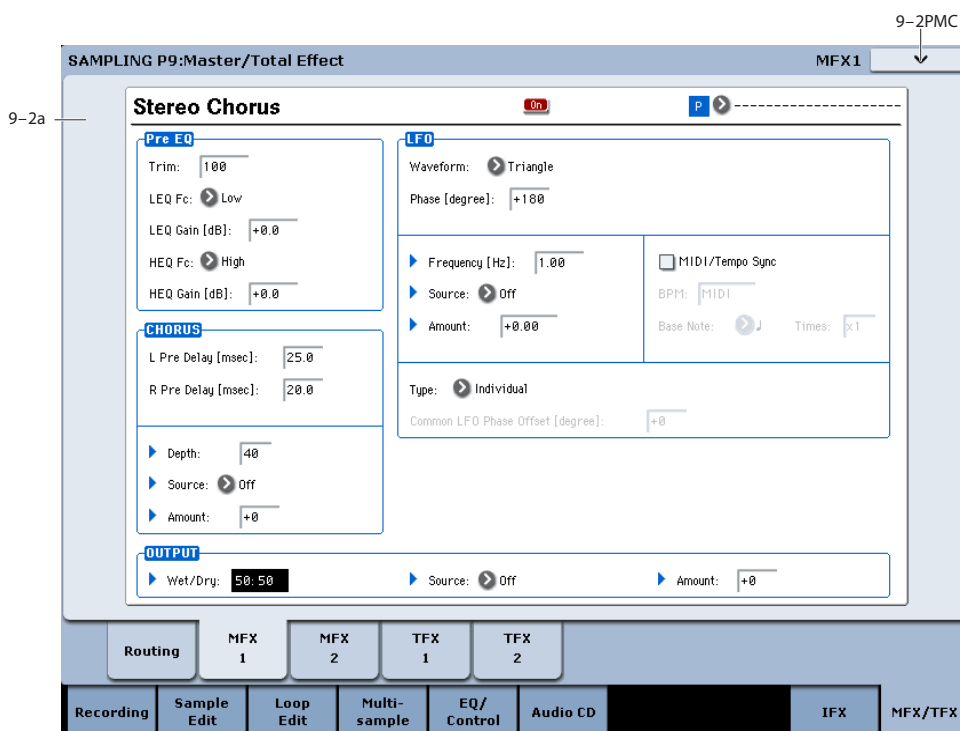 9–2PMC
SAMPLING P9:Master/Total Effect MFX1
9–2a
Stereo Chorus On P ------------------
Pre EQ
Trim: 100
LEQ Fc: Low
LEQ Gain [dB]: +0.0
HEQ Fc: High
HEQ Gain [dB]: +0.0
CHORUS
L Pre Delay [msec]: 25.0
R Pre Delay [msec]: 20.0
Depth: 40
Source: Off
Amount: +0
LFO
Waveform: Triangle
Phase [degree]: +180
Frequency [Hz]: 1.00
Source: Off
Amount: +0.00
MIDI/Tempo Sync
BPM: MIDI
Base Note: ♩ Times: x1
Type: Individual
Common LFO Phase Offset [degree]: +0
OUTPUT
Wet/Dry: 50:50 Source: Off Amount: +0
Routing
MFX
1
MFX
2
TFX
1
TFX
2
Recording
Sample
Edit
Loop
Edit
Multi-
sample
EQ/
Control
Audio CD
IFX
MFX/TFX